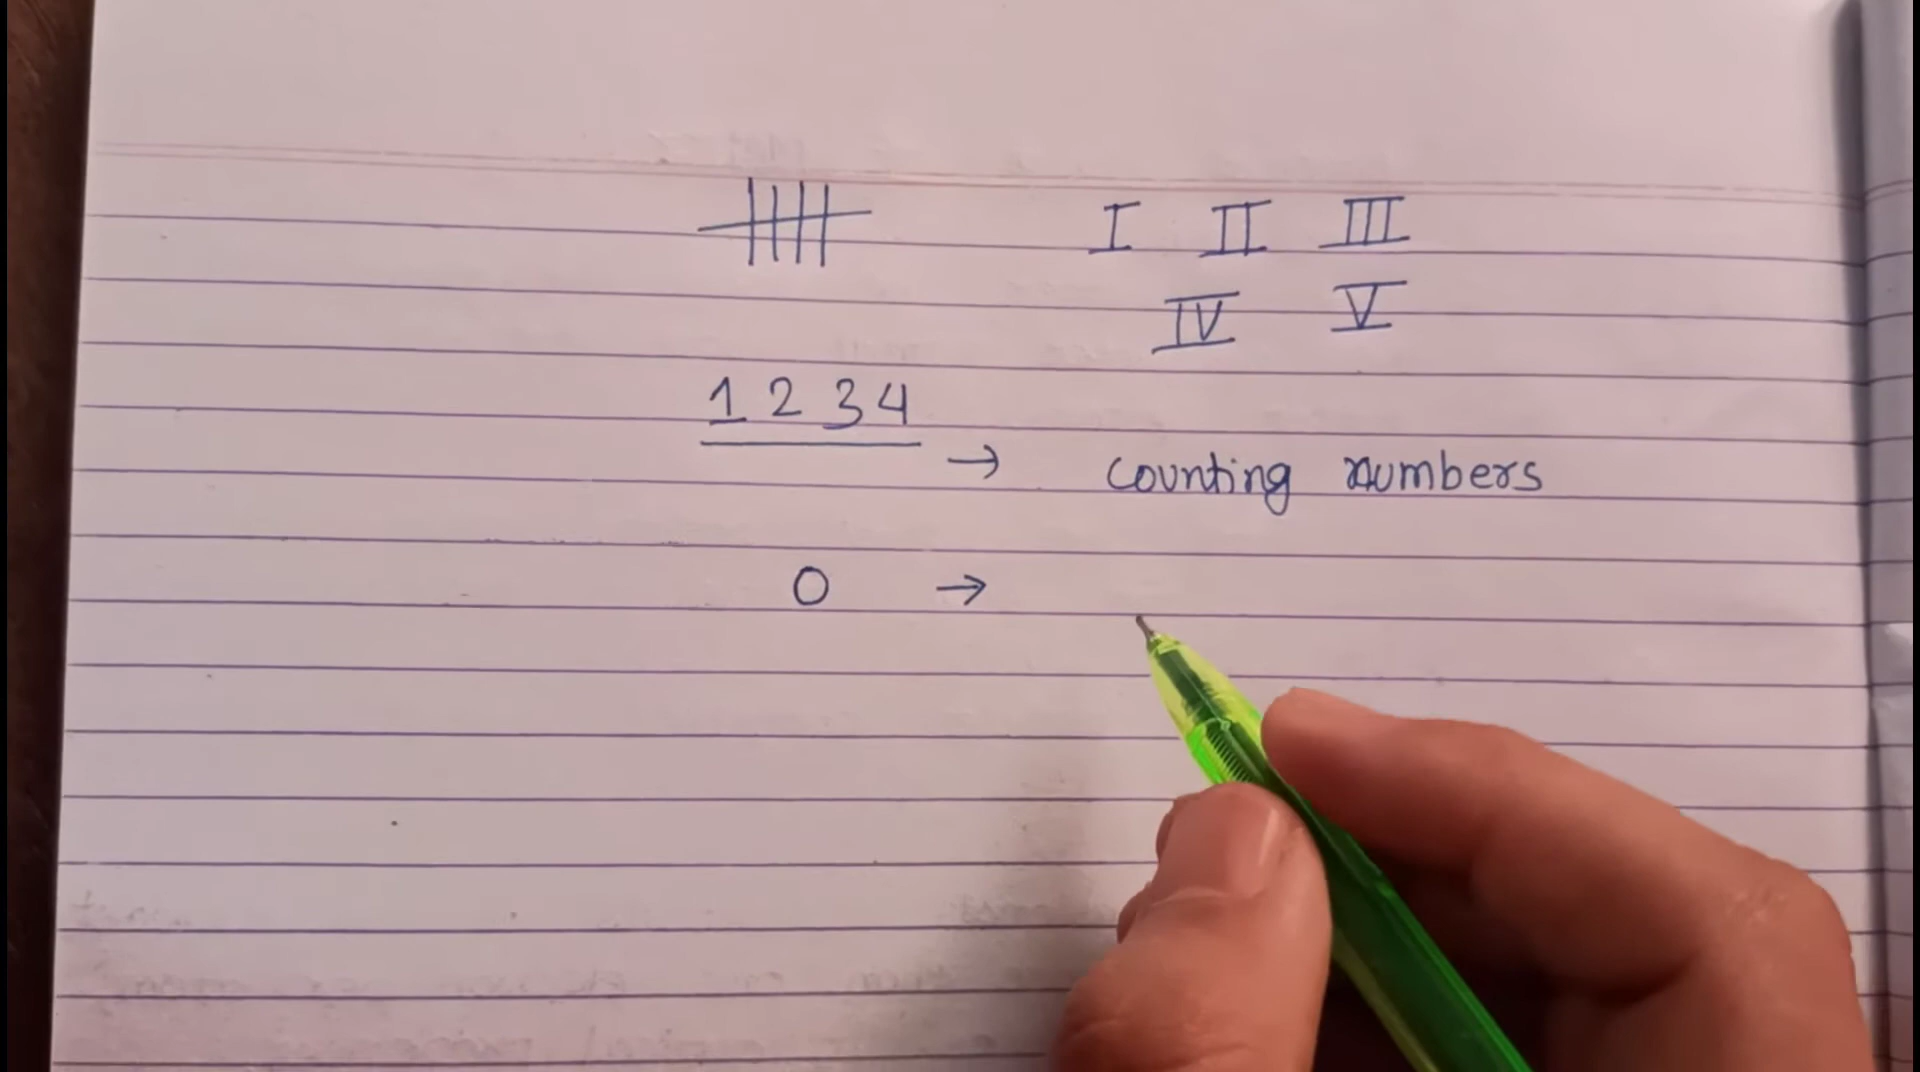 I II III
IV V
1 2 3 4
→ counting numbers
0 →